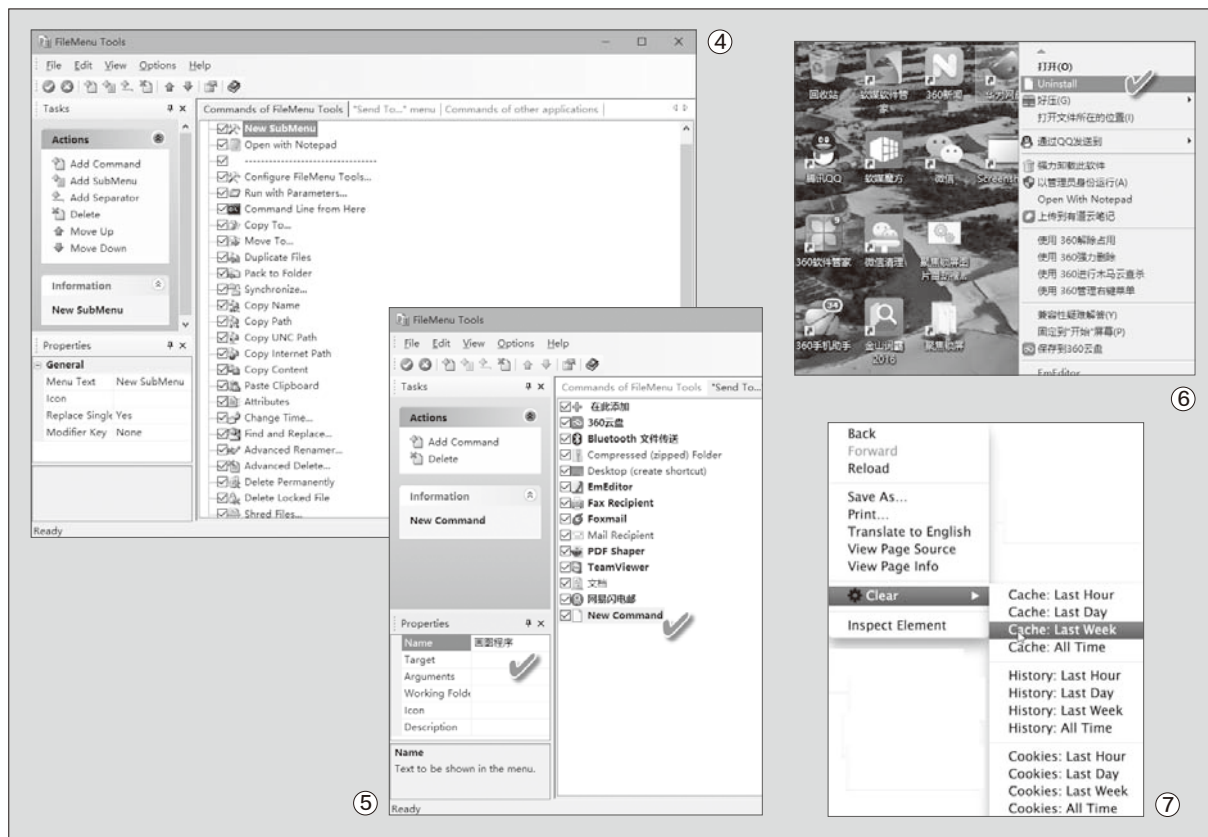 FileMenu Tools
④
File Edit View Options Help
Tasks
Commands of FileMenu Tools "Send To..." menu Commands of other applications
Actions
Add Command
Add SubMenu
Add Separator
Delete
Move Up
Move Down
Information
New SubMenu
Properties
General
Menu Text New SubMenu
Icon
Replace Single Yes
Modifier Key None
Ready
New SubMenu
Open with Notepad
--------------------------------
Configure FileMenu Tools...
Run with Parameters...
Command Line from Here
Copy To...
Move To...
Duplicate Files
Pack to Folder
Synchronize...
Copy Name
Copy Path
Copy UNC Path
Copy Internet Path
Copy Content
Paste Clipboard
Attributes
Change Time...
Find and Replace...
Advanced Renamer...
Advanced Delete...
Delete Permanently
Delete Locked File
Shred Files...
FileMenu Tools
File Edit View Options Help
Tasks
Commands of FileMenu Tools "Send To...
Actions
Add Command
Delete
Information
New Command
Properties
Name 画图程序
Target
Arguments
Working Folde
Icon
Description
Name
Text to be shown in the menu.
Ready
在此添加
360云盘
Bluetooth 文件传送
Compressed (zipped) Folder
Desktop (create shortcut)
EmEditor
Fax Recipient
Foxmail
Mail Recipient
PDF Shaper
TeamViewer
文档
网易闪电邮
New Command
⑤
回收站 软媒软件管家 360新闻
腾讯QQ 软媒魔方 微信 Screensh
9
360软件管家 微信清理
34
360手机助手 金山词霸 2016 聚焦锁屏
打开(O)
Uninstall
好压(G)
打开文件所在的位置(I)
通过QQ发送到
强力卸载此软件
以管理员身份运行(A)
Open With Notepad
上传到有道云笔记
使用 360解除占用
使用 360强力删除
使用 360进行木马云查杀
使用 360管理右键菜单
兼容性疑难解答(Y)
固定到"开始"屏幕(P)
保存到360云盘
EmEditor
⑥
Back
Forward
Reload
Save As...
Print...
Translate to English
View Page Source
View Page Info
Clear
Inspect Element
Cache: Last Hour
Cache: Last Day
Cache: Last Week
Cache: All Time
History: Last Hour
History: Last Day
History: Last Week
History: All Time
Cookies: Last Hour
Cookies: Last Day
Cookies: Last Week
Cookies: All Time
⑦